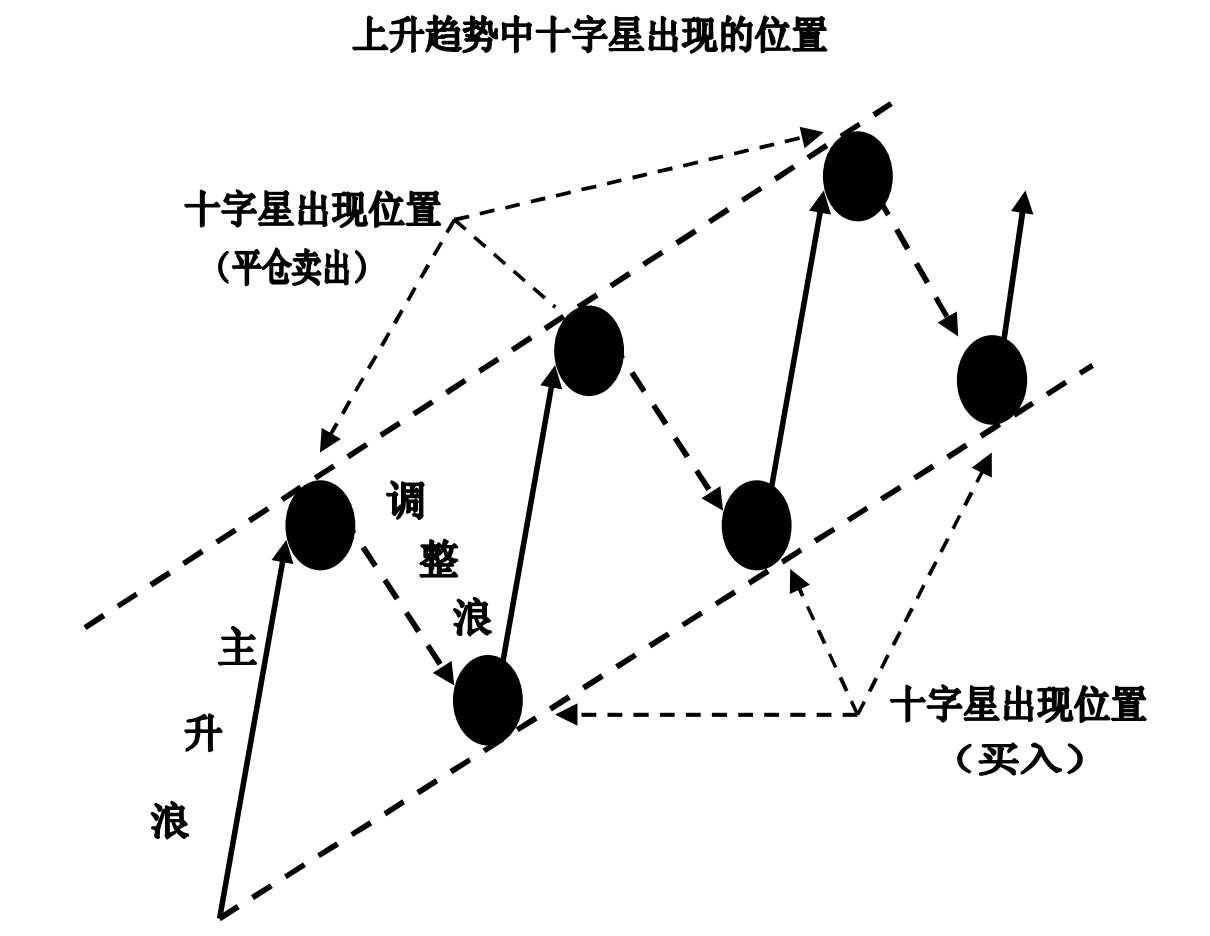 上升趋势中十字星出现的位置
十字星出现位置
（平仓卖出）
调
整
浪
主
升
浪
十字星出现位置
（买入）